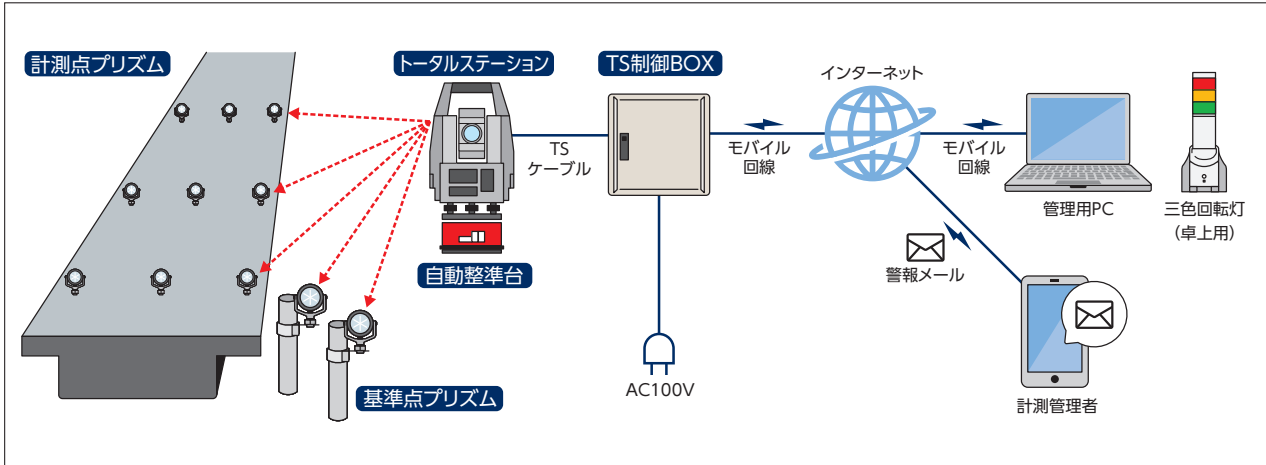 計測点プリズム
トータルステーション
TS制御BOX
インターネット
TS
ケーブル
モバイル
回線
モバイル
回線
管理用PC
三色回転灯
（卓上用）
自動整準台
警報メール
基準点プリズム
AC100V
計測管理者